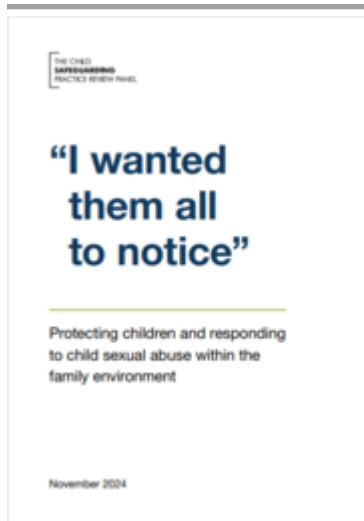 THE CHILD
SAFEGUARDING
PRACTICE REVIEW PANEL
“I wanted
them all
to notice”
Protecting children and responding
to child sexual abuse within the
family environment
November 2024